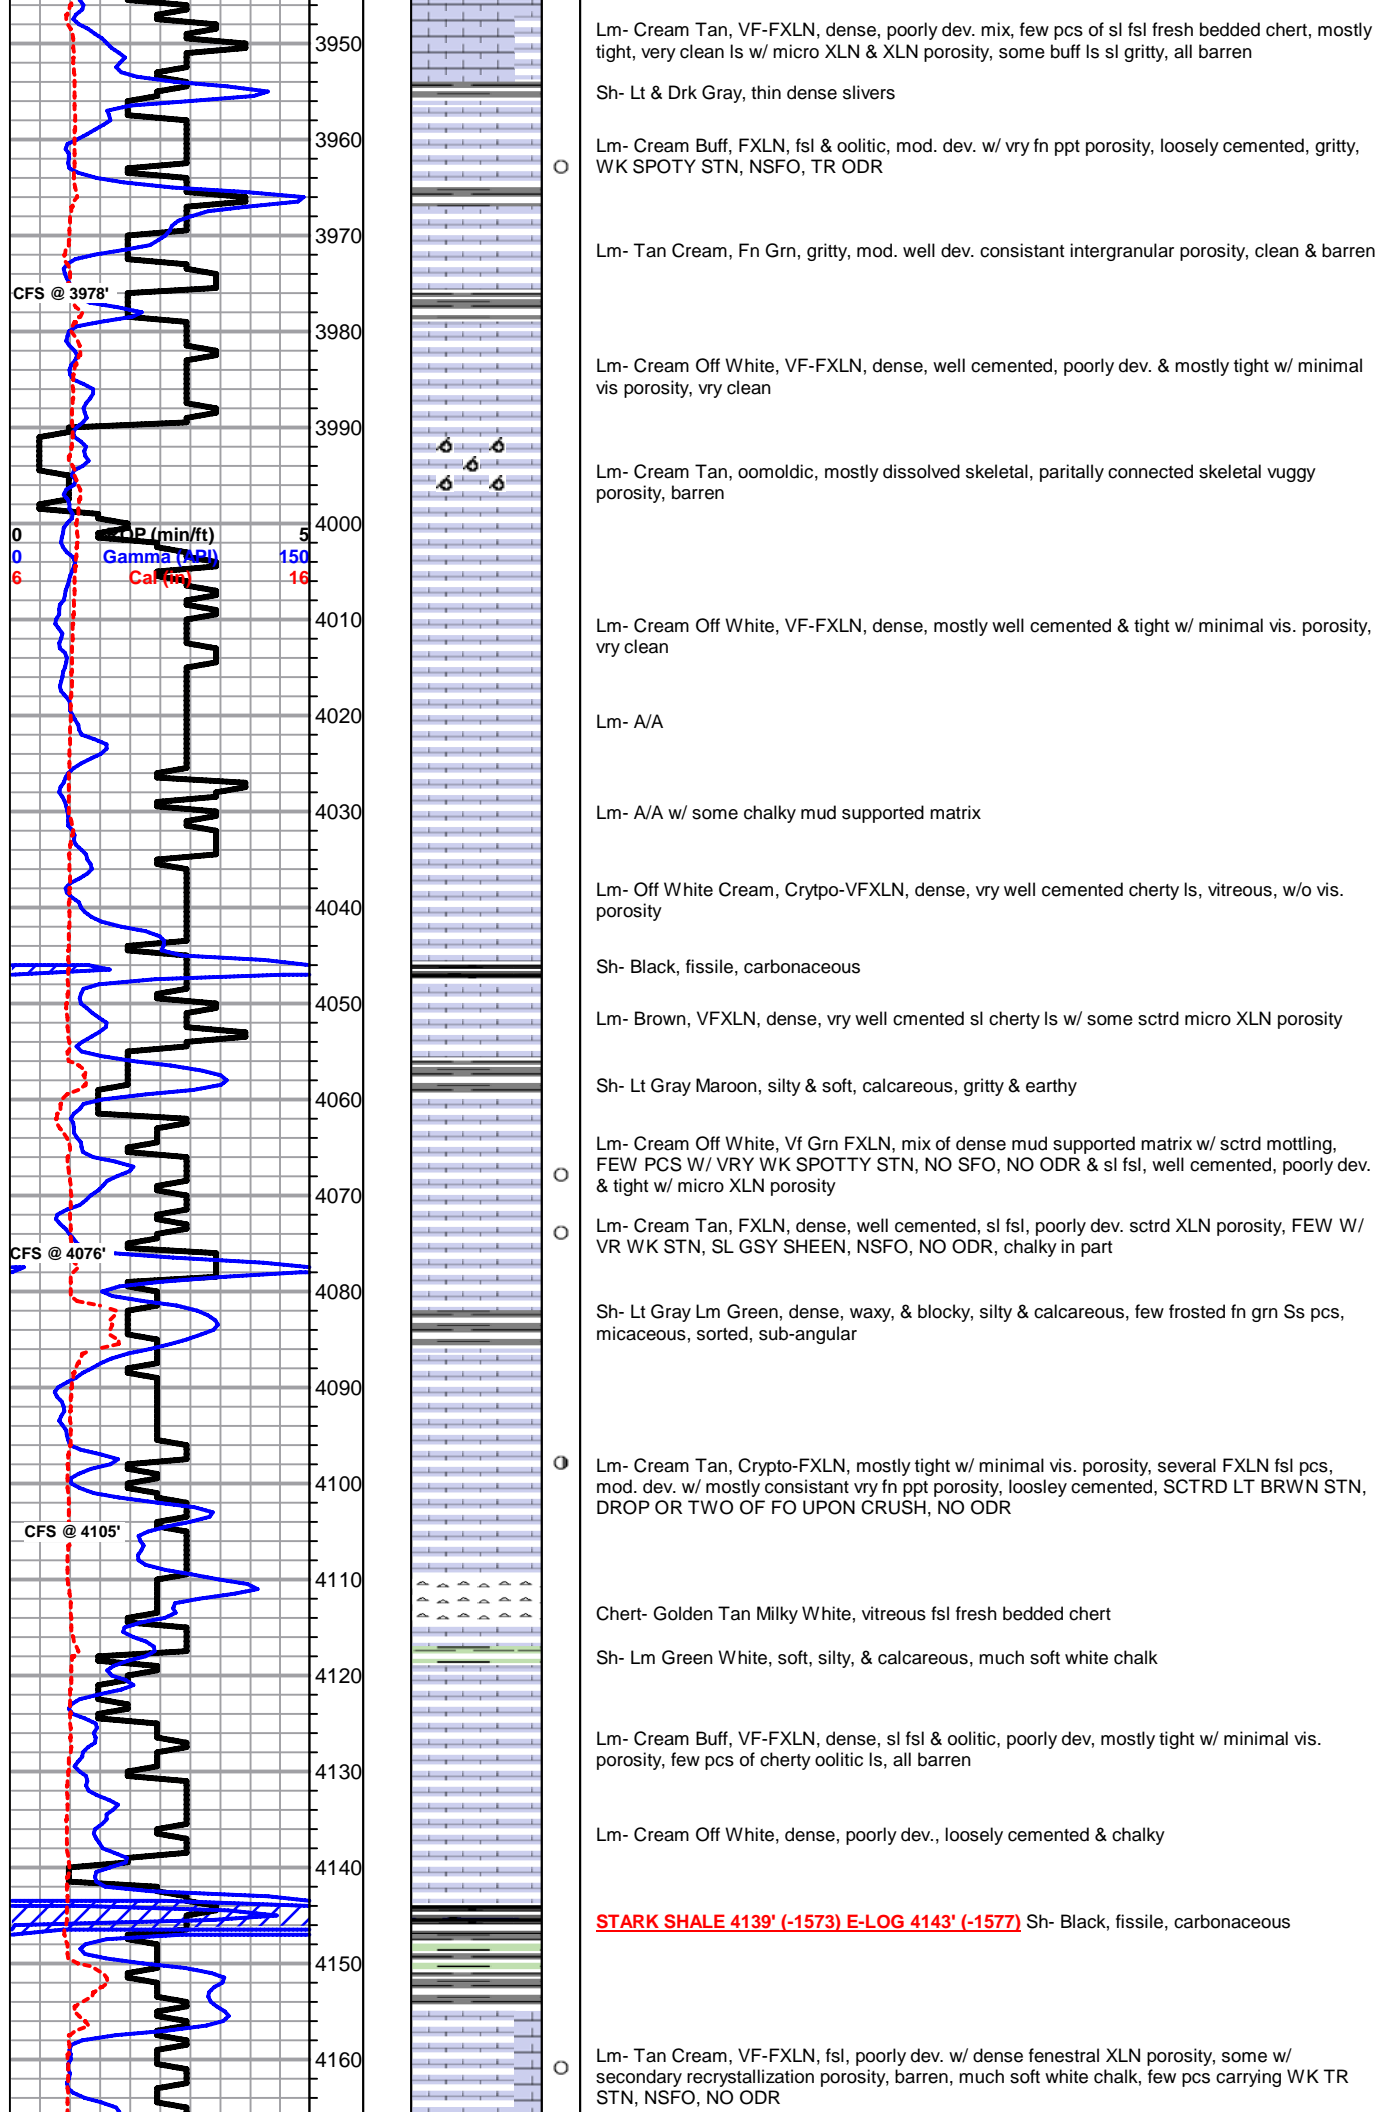 Lm- Cream Tan, VF-FXLN, dense, poorly dev. mix, few pcs of sl fsl fresh bedded chert, mostly
tight, very clean ls w/ micro XLN & XLN porosity, some buff ls sl gritty, all barren
3950
Sh- Lt & Drk Gray, thin dense slivers
3960
Lm- Cream Buff, FXLN, fsl & oolitic, mod. dev. w/ vry fn ppt porosity, loosely cemented, gritty,
WK SPOTY STN, NSFO, TR ODR
3970
Lm- Tan Cream, Fn Grn, gritty, mod. well dev. consistant intergranular porosity, clean & barren
CFS @ 3978'
3980
Lm- Cream Off White, VF-FXLN, dense, well cemented, poorly dev. & mostly tight w/ minimal
vis porosity, vry clean
3990
Lm- Cream Tan, oomoldic, mostly dissolved skeletal, paritally connected skeletal vuggy
porosity, barren
4000
0 ROP (min/ft) 5
0 Gamma (API) 150
6 Cal (in) 16
4010
Lm- Cream Off White, VF-FXLN, dense, mostly well cemented & tight w/ minimal vis. porosity,
vry clean
4020
Lm- A/A
4030
Lm- A/A w/ some chalky mud supported matrix
Lm- Off White Cream, Crytpo-VFXLN, dense, vry well cemented cherty ls, vitreous, w/o vis.
porosity
4040
Sh- Black, fissile, carbonaceous
4050
Lm- Brown, VFXLN, dense, vry well cmented sl cherty ls w/ some sctrd micro XLN porosity
Sh- Lt Gray Maroon, silty & soft, calcareous, gritty & earthy
4060
Lm- Cream Off White, Vf Grn FXLN, mix of dense mud supported matrix w/ sctrd mottling,
FEW PCS W/ VRY WK SPOTTY STN, NO SFO, NO ODR & sl fsl, well cemented, poorly dev.
& tight w/ micro XLN porosity
4070
Lm- Cream Tan, FXLN, dense, well cemented, sl fsl, poorly dev. sctrd XLN porosity, FEW W/
VR WK STN, SL GSY SHEEN, NSFO, NO ODR, chalky in part
CFS @ 4076'
4080
Sh- Lt Gray Lm Green, dense, waxy, & blocky, silty & calcareous, few frosted fn grn Ss pcs,
micaceous, sorted, sub-angular
4090
Lm- Cream Tan, Crypto-FXLN, mostly tight w/ minimal vis. porosity, several FXLN fsl pcs,
mod. dev. w/ mostly consistant vry fn ppt porosity, loosley cemented, SCTRD LT BRWN STN,
DROP OR TWO OF FO UPON CRUSH, NO ODR
4100
CFS @ 4105'
4110
Chert- Golden Tan Milky White, vitreous fsl fresh bedded chert
Sh- Lm Green White, soft, silty, & calcareous, much soft white chalk
4120
Lm- Cream Buff, VF-FXLN, dense, sl fsl & oolitic, poorly dev, mostly tight w/ minimal vis.
porosity, few pcs of cherty oolitic ls, all barren
4130
Lm- Cream Off White, dense, poorly dev., loosely cemented & chalky
4140
STARK SHALE 4139' (-1573) E-LOG 4143' (-1577) Sh- Black, fissile, carbonaceous
4150
4160
Lm- Tan Cream, VF-FXLN, fsl, poorly dev. w/ dense fenestral XLN porosity, some w/
secondary recrystallization porosity, barren, much soft white chalk, few pcs carrying WK TR
STN, NSFO, NO ODR